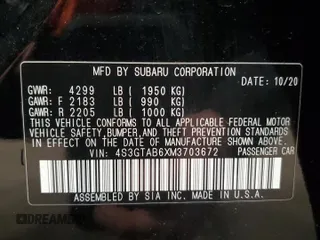 MFD BY SUBARU CORPORATION
DATE: 10/20
GVWR: 4299 LB ( 1950 KG)
GAWR: F 2183 LB ( 990 KG)
GAWR: R 2205 LB ( 1000 KG)
THIS VEHICLE CONFORMS TO ALL APPLICABLE
FEDERAL MOTOR VEHICLE
SAFETY, BUMPER, AND THEFT PREVENTION STANDARDS
IN EFFECT ON THE DATE OF
MANUFACTURE SHOWN ABOVE.
VIN: 4S3GTAB6XM3703672 PASSENGER CAR
ASSEMBLED BY SIA INC. MADE IN U.S.A.
DREAMWORK